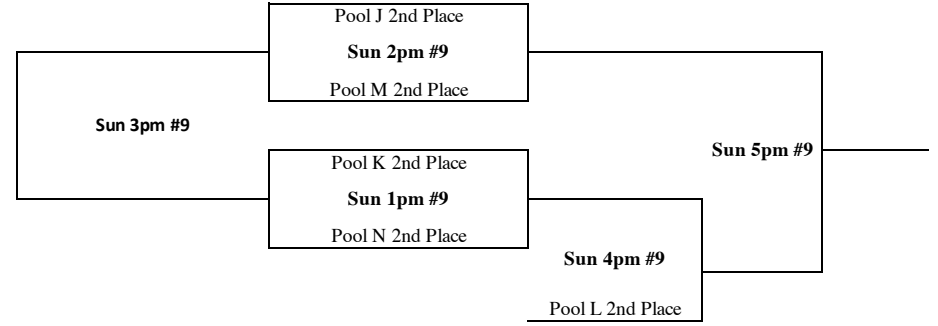 Pool J 2nd Place
Sun 2pm #9
Pool M 2nd Place
Sun 3pm #9
Sun 5pm #9
Pool K 2nd Place
Sun 1pm #9
Pool N 2nd Place
Sun 4pm #9
Pool L 2nd Place